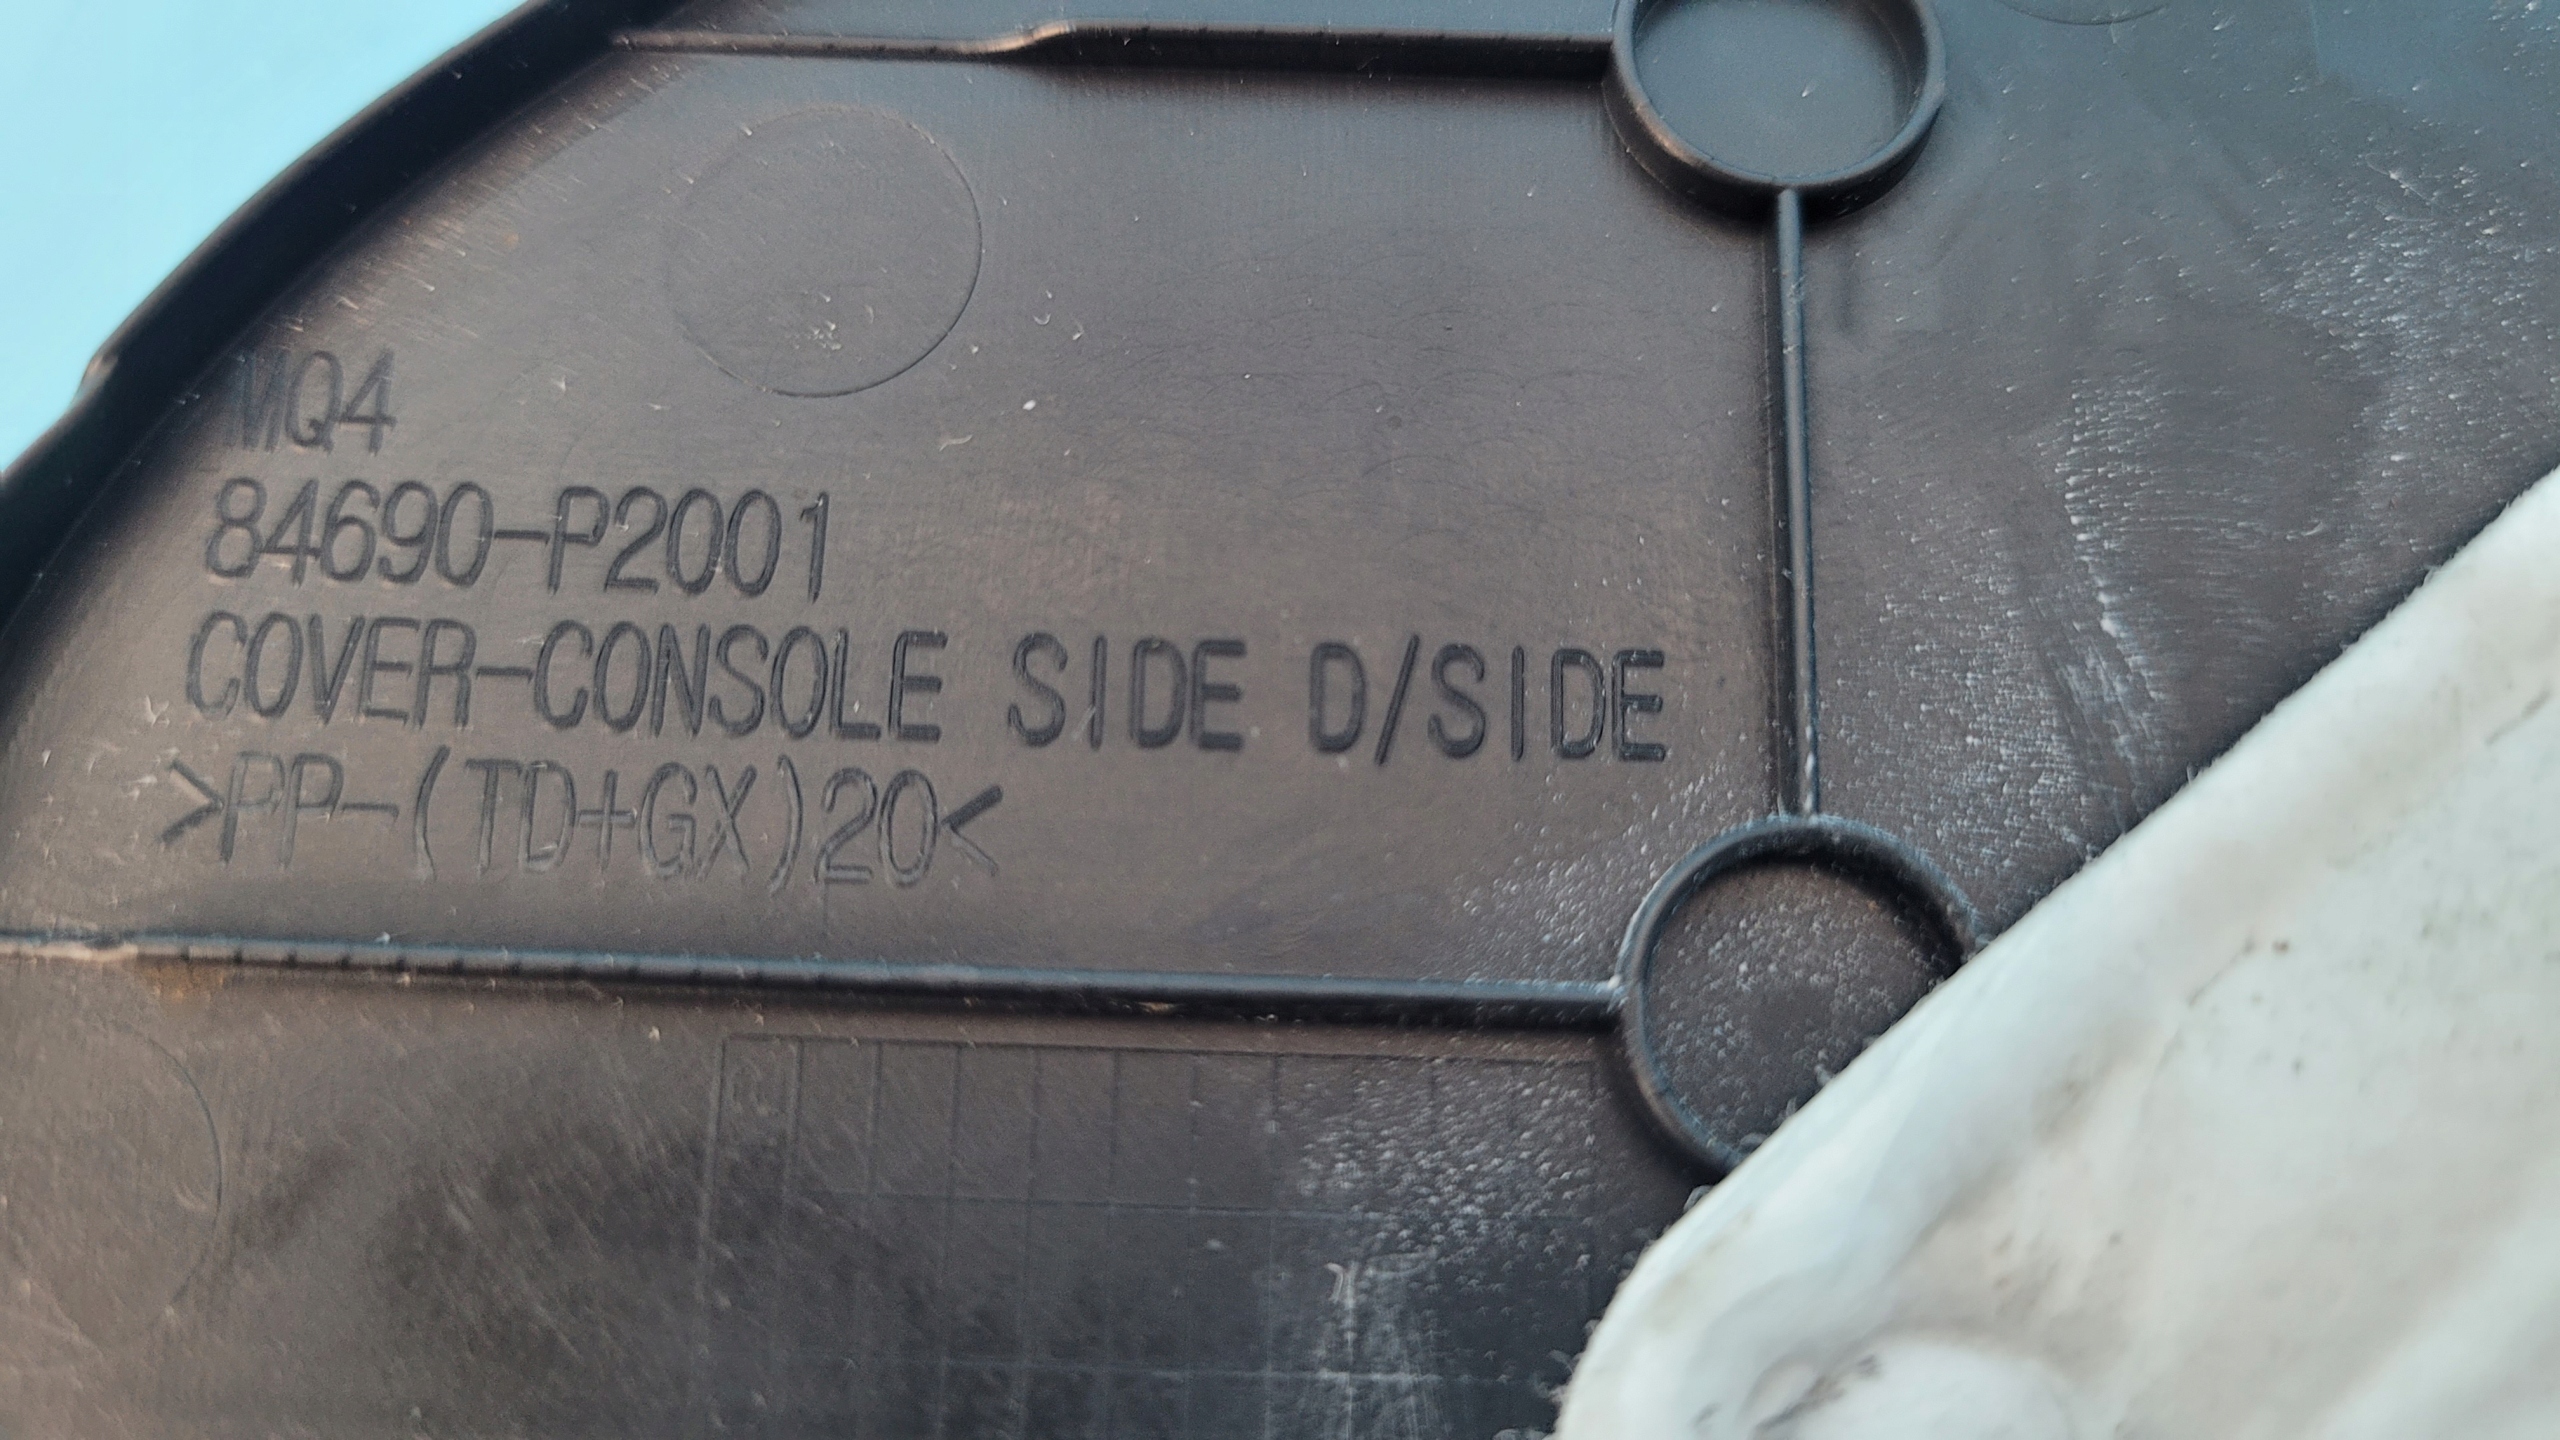 MQ4
84690-P2001
COVER-CONSOLE SIDE D/SIDE
>PP-(TD+GX)20<